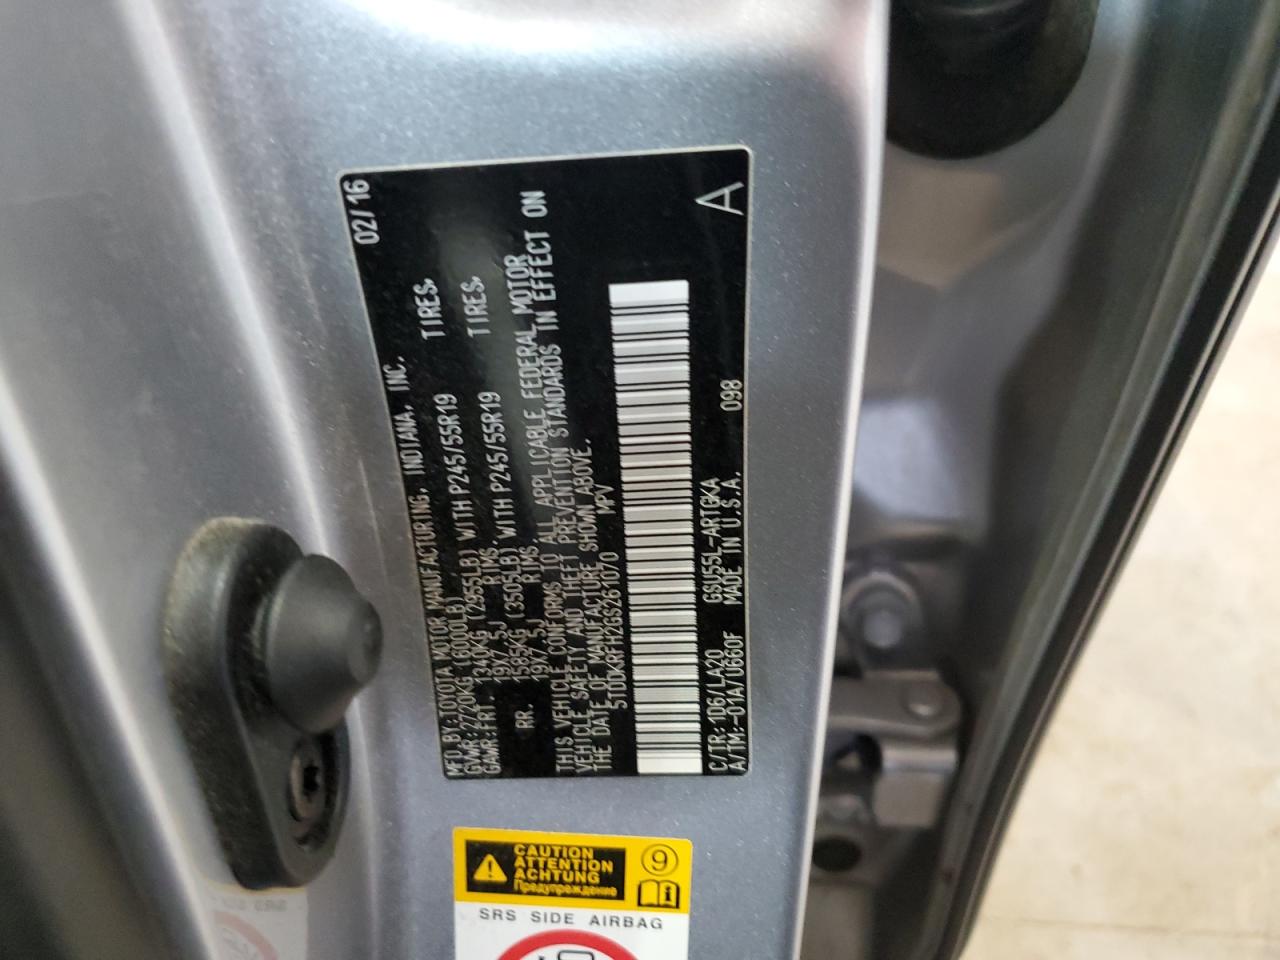 MFD.BY:TOYOTA MOTOR MANUFACTURING, INDIANA, INC. 02/16
GVWR:2720KG(6000LB)
GAWR:FRT. 1340KG (2955LB) WITH P245/55R19 TIRES,
19X7.5J RIMS,
RR. 1585KG (3505LB) WITH P245/55R19 TIRES,
19X7.5J RIMS,
THIS VEHICLE CONFORMS TO ALL APPLICABLE FEDERAL MOTOR
VEHICLE SAFETY AND THEFT PREVENTION STANDARDS IN EFFECT ON
THE DATE OF MANUFACTURE SHOWN ABOVE.
5TDDKRFH2GS261070 MPV
C/TR:1D6/LA20 GSU55L-ARTGKA
A/TM:-01A/U660F MADE IN U.S.A. 098 A
CAUTION
ATTENTION
ACHTUNG
Предупреждение
9
SRS SIDE AIRBAG